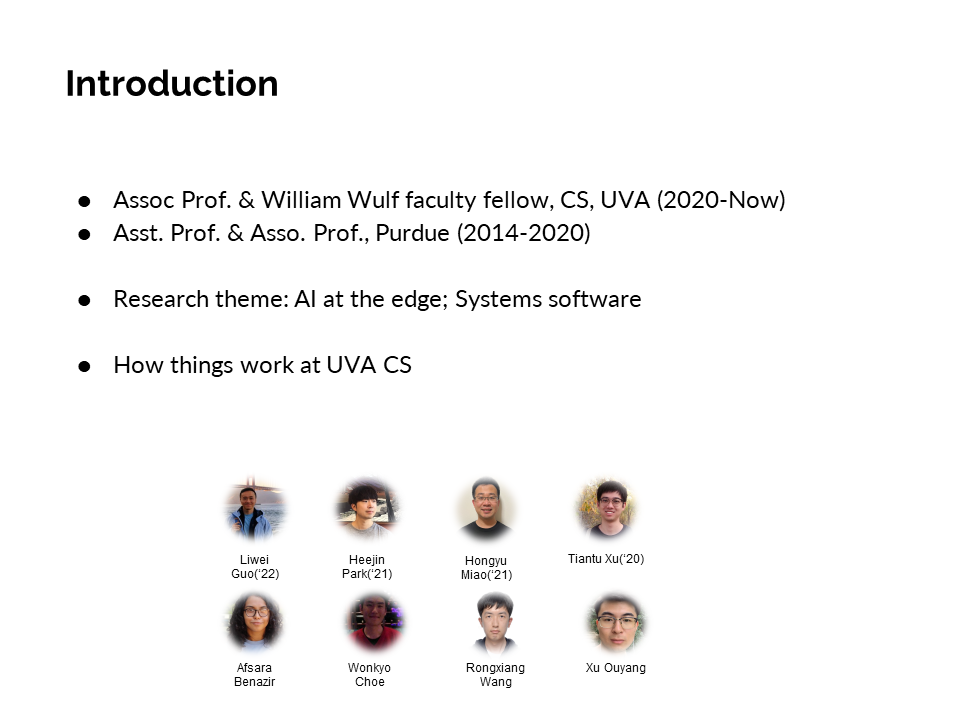 Introduction
● Assoc Prof. & William Wulf faculty fellow, CS, UVA (2020-Now)
● Asst. Prof. & Asso. Prof., Purdue (2014-2020)
● Research theme: AI at the edge; Systems software
● How things work at UVA CS
Liwei
Guo(‘22)
Heejin
Park(‘21)
Hongyu
Miao(‘21)
Tiantu Xu(‘20)
Afsara
Benazir
Wonkyo
Choe
Rongxiang
Wang
Xu Ouyang